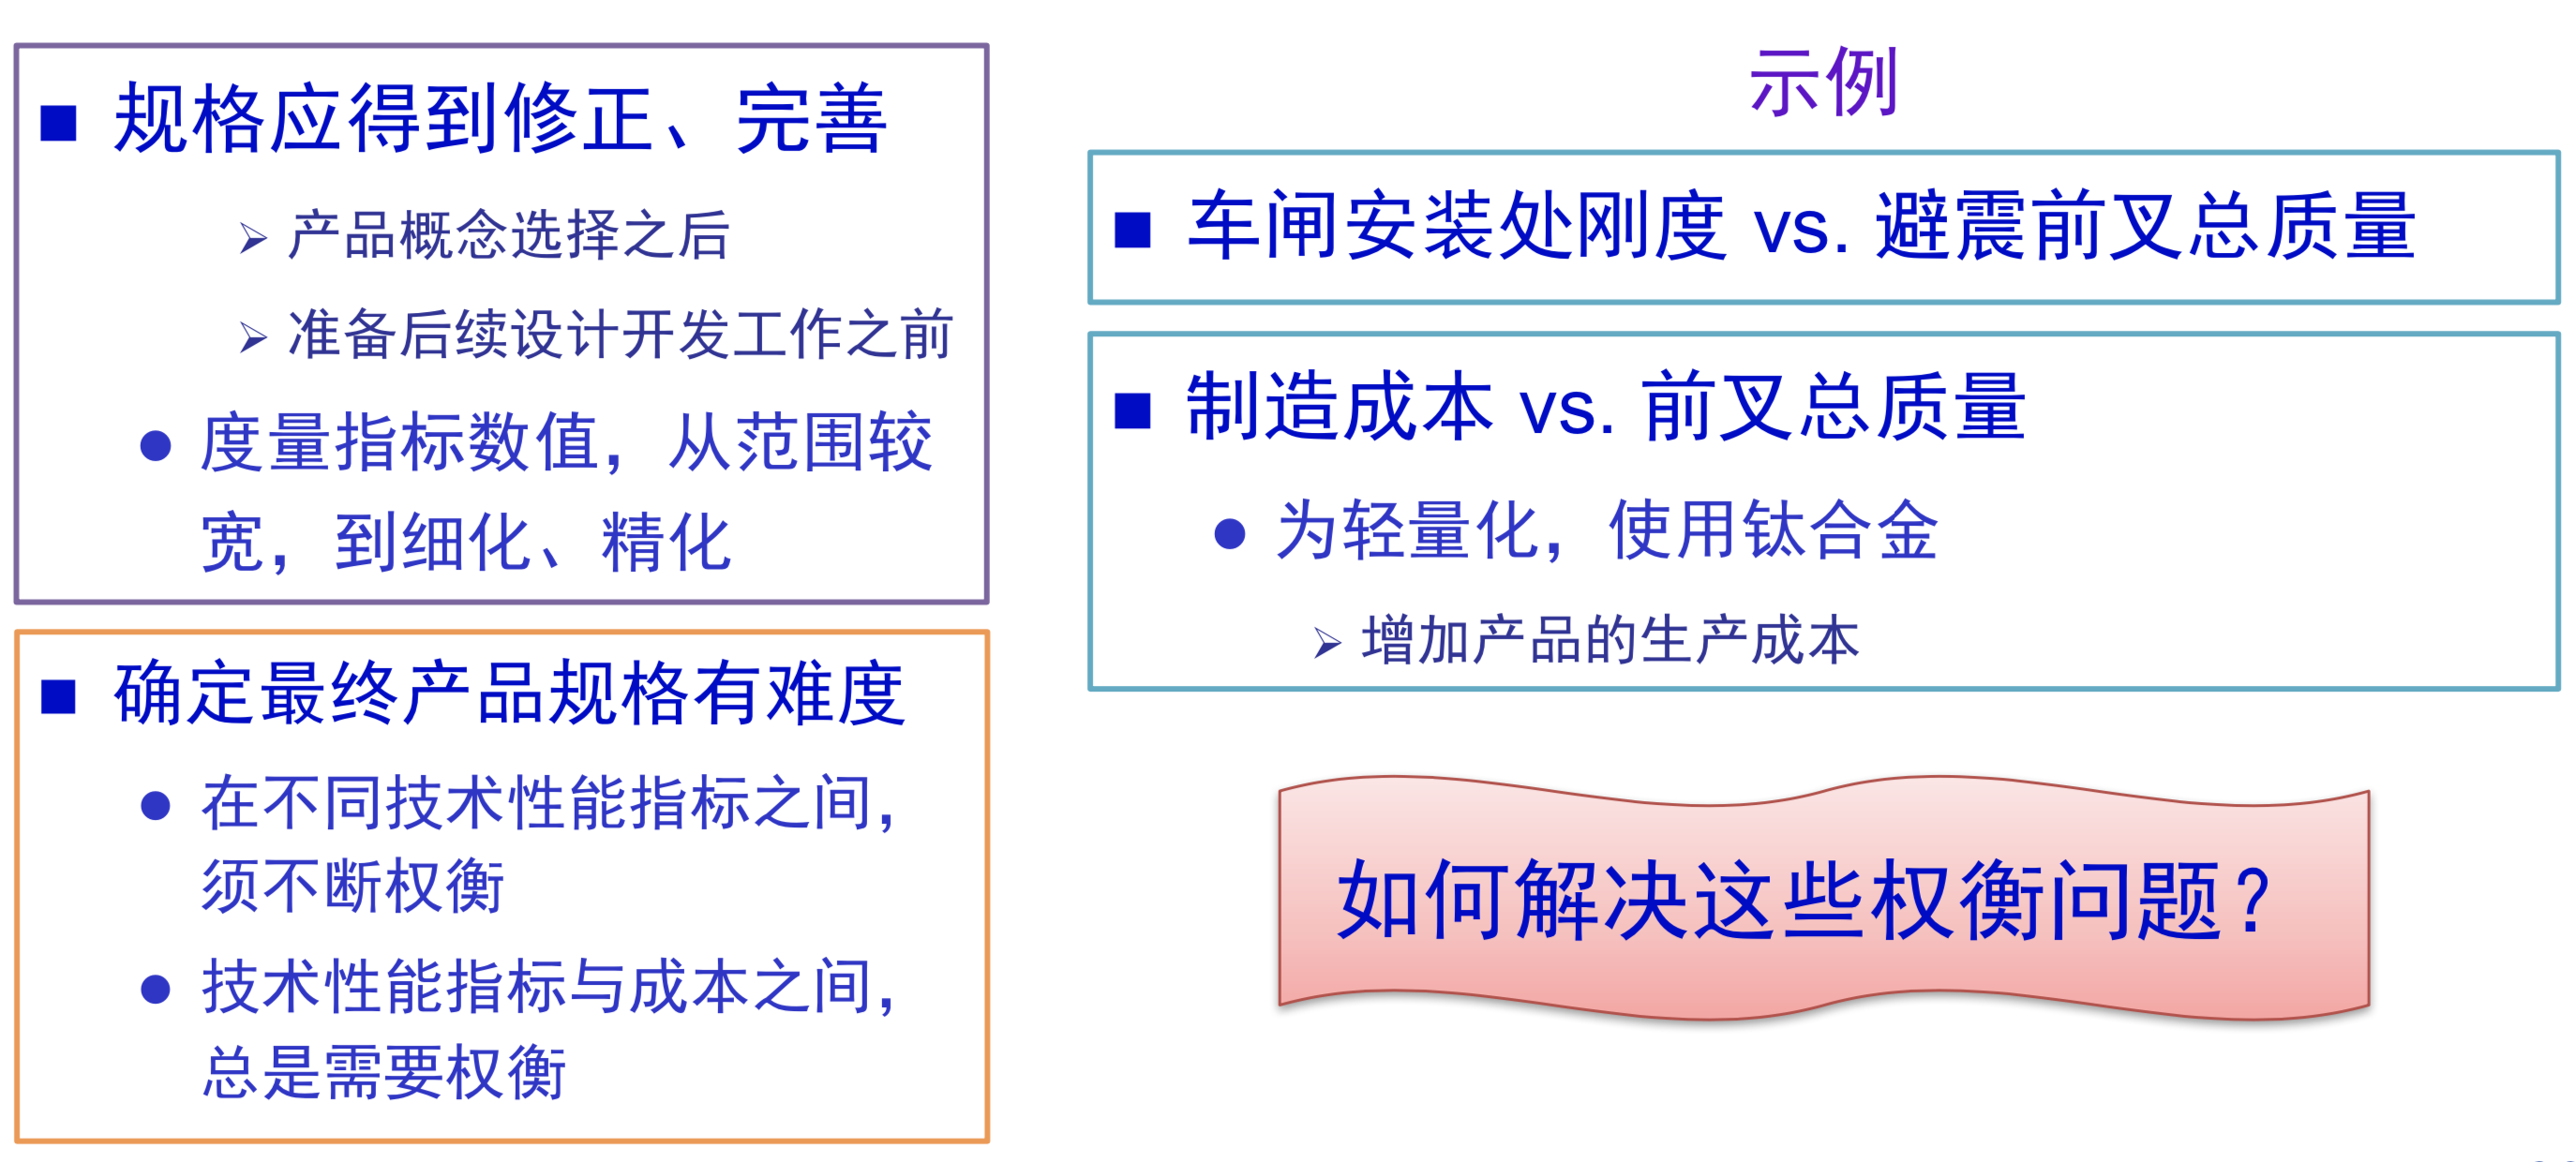 规格应得到修正、完善
产品概念选择之后
准备后续设计开发工作之前
度量指标数值，从范围较
宽，到细化、精化
确定最终产品规格有难度
在不同技术性能指标之间，
须不断权衡
技术性能指标与成本之间，
总是需要权衡
示例
车闸安装处刚度 vs. 避震前叉总质量
制造成本 vs. 前叉总质量
为轻量化，使用钛合金
增加产品的生产成本
如何解决这些权衡问题？